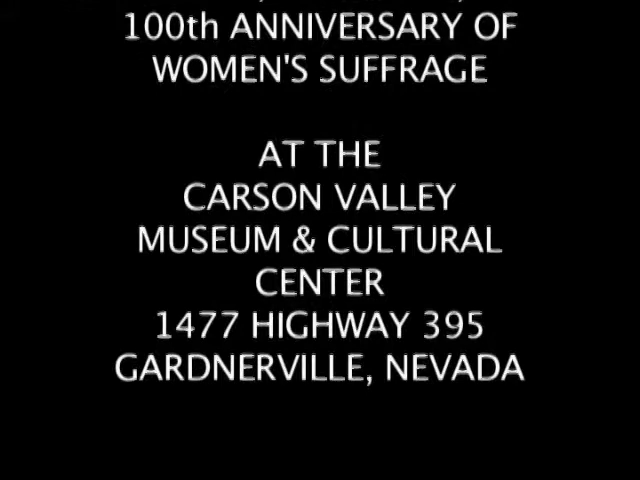 100th ANNIVERSARY OF
WOMEN'S SUFFRAGE
AT THE
CARSON VALLEY
MUSEUM & CULTURAL
CENTER
1477 HIGHWAY 395
GARDNERVILLE, NEVADA